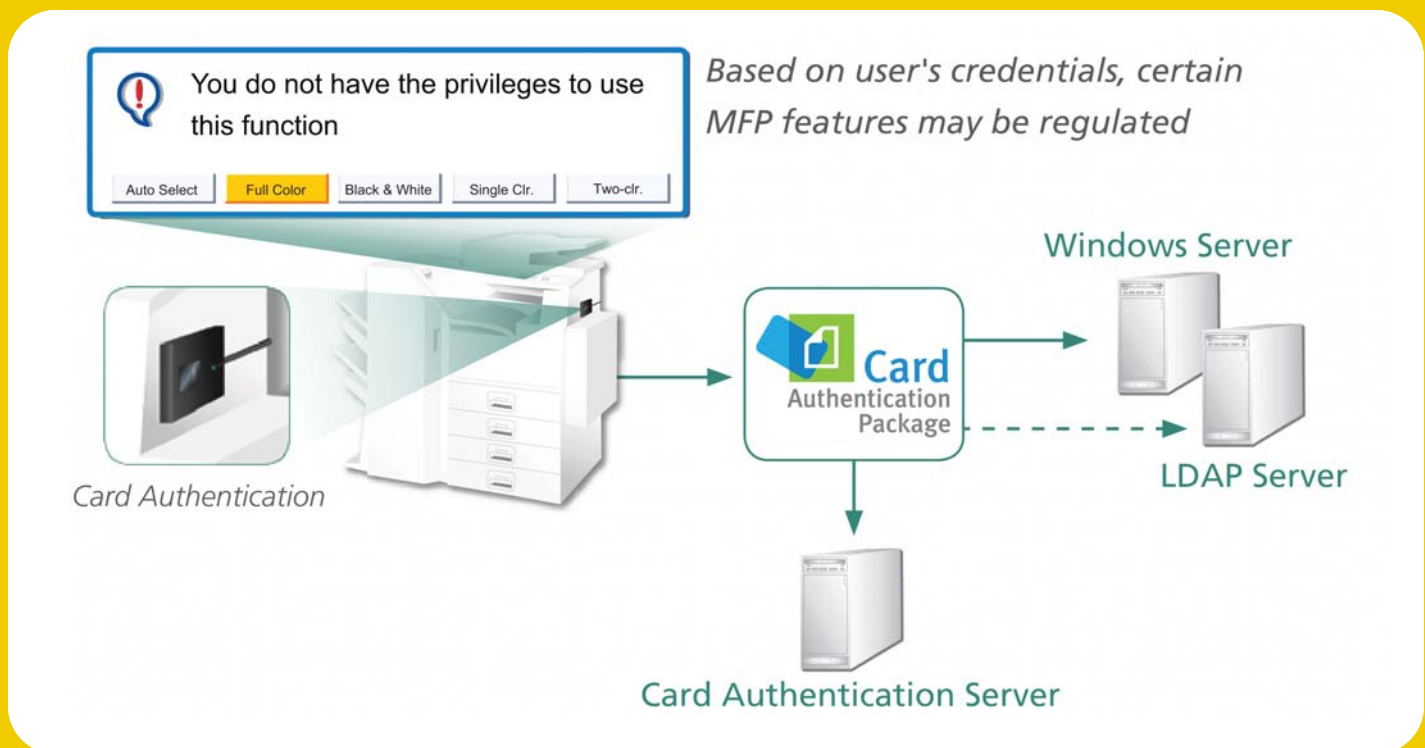 You do not have the privileges to use
this function
Auto Select
Full Color
Black & White
Single Clr.
Two-clr.
Based on user's credentials, certain
MFP features may be regulated
Windows Server
Card
Authentication
Package
LDAP Server
Card Authentication
Card Authentication Server